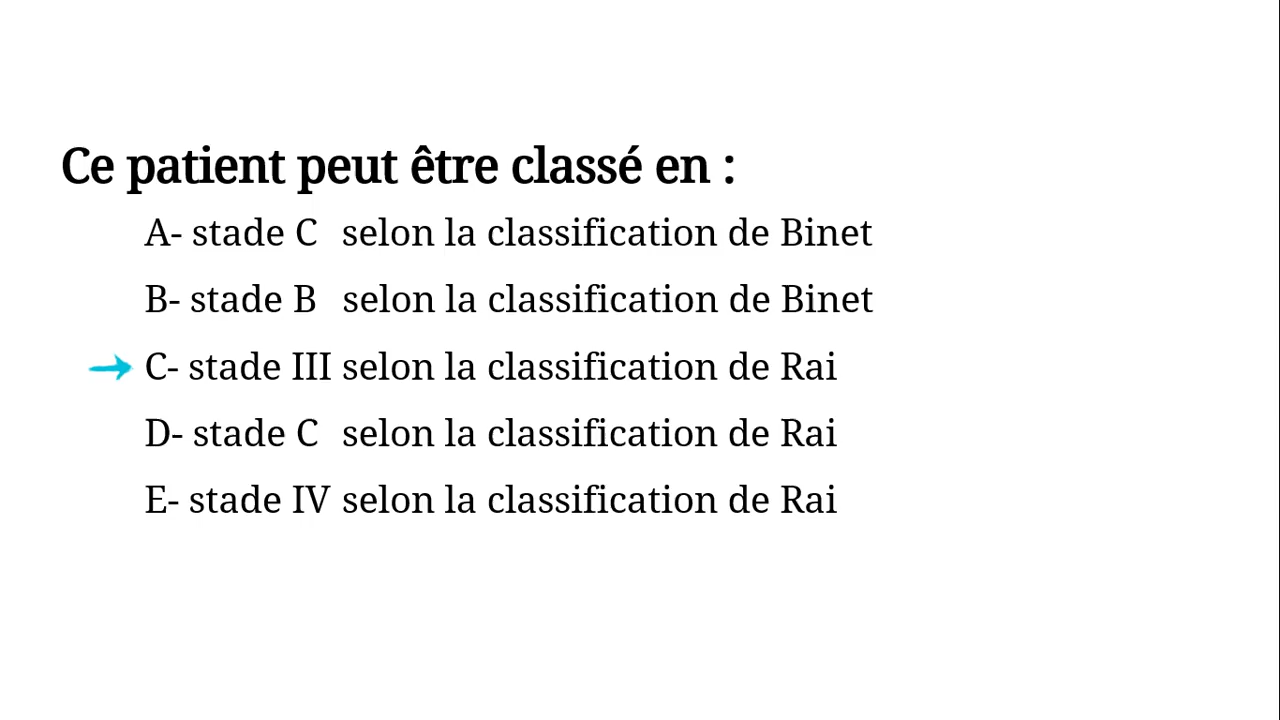 Ce patient peut être classé en :
A- stade C selon la classification de Binet
B- stade B selon la classification de Binet
C- stade III selon la classification de Rai
D- stade C selon la classification de Rai
E- stade IV selon la classification de Rai